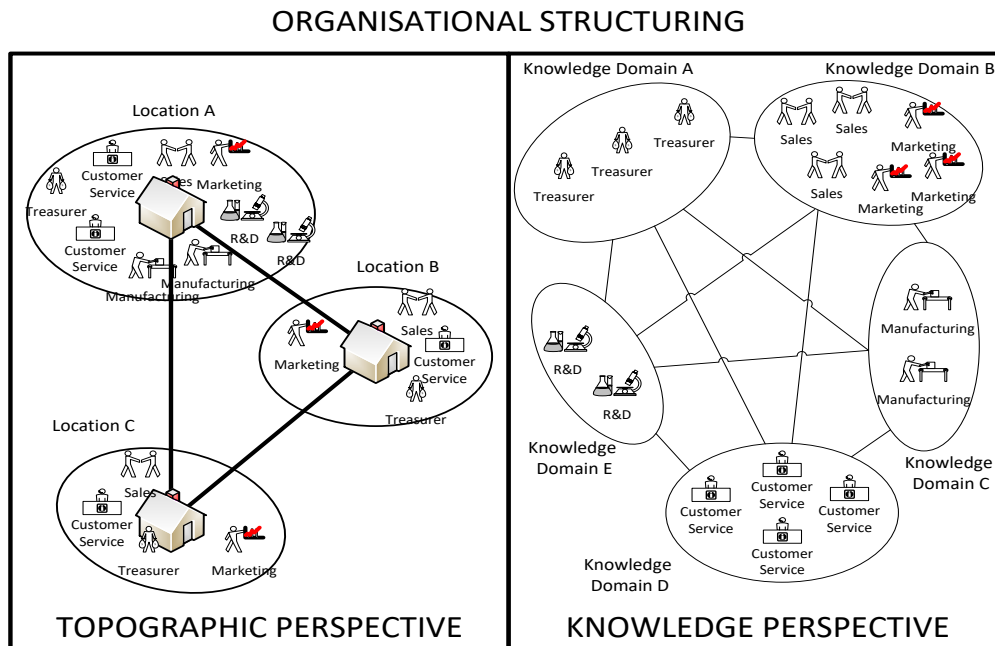 ORGANISATIONAL STRUCTURING
Location A
Customer
Service
Sales
Marketing
Treasurer
Customer
Service
R&D
R&D
Manufacturing
Manufacturing
Location B
Sales
Marketing
Customer
Service
Treasurer
Location C
Sales
Customer
Service
Treasurer
Marketing
TOPOGRAPHIC PERSPECTIVE
Knowledge Domain A
Treasurer
Treasurer
Treasurer
Knowledge Domain B
Sales
Sales
Marketing
Sales
Marketing
Marketing
R&D
R&D
Knowledge
Domain E
Manufacturing
Manufacturing
Knowledge
Domain C
Customer
Service
Customer
Service
Customer
Service
Customer
Service
Knowledge
Domain D
KNOWLEDGE PERSPECTIVE